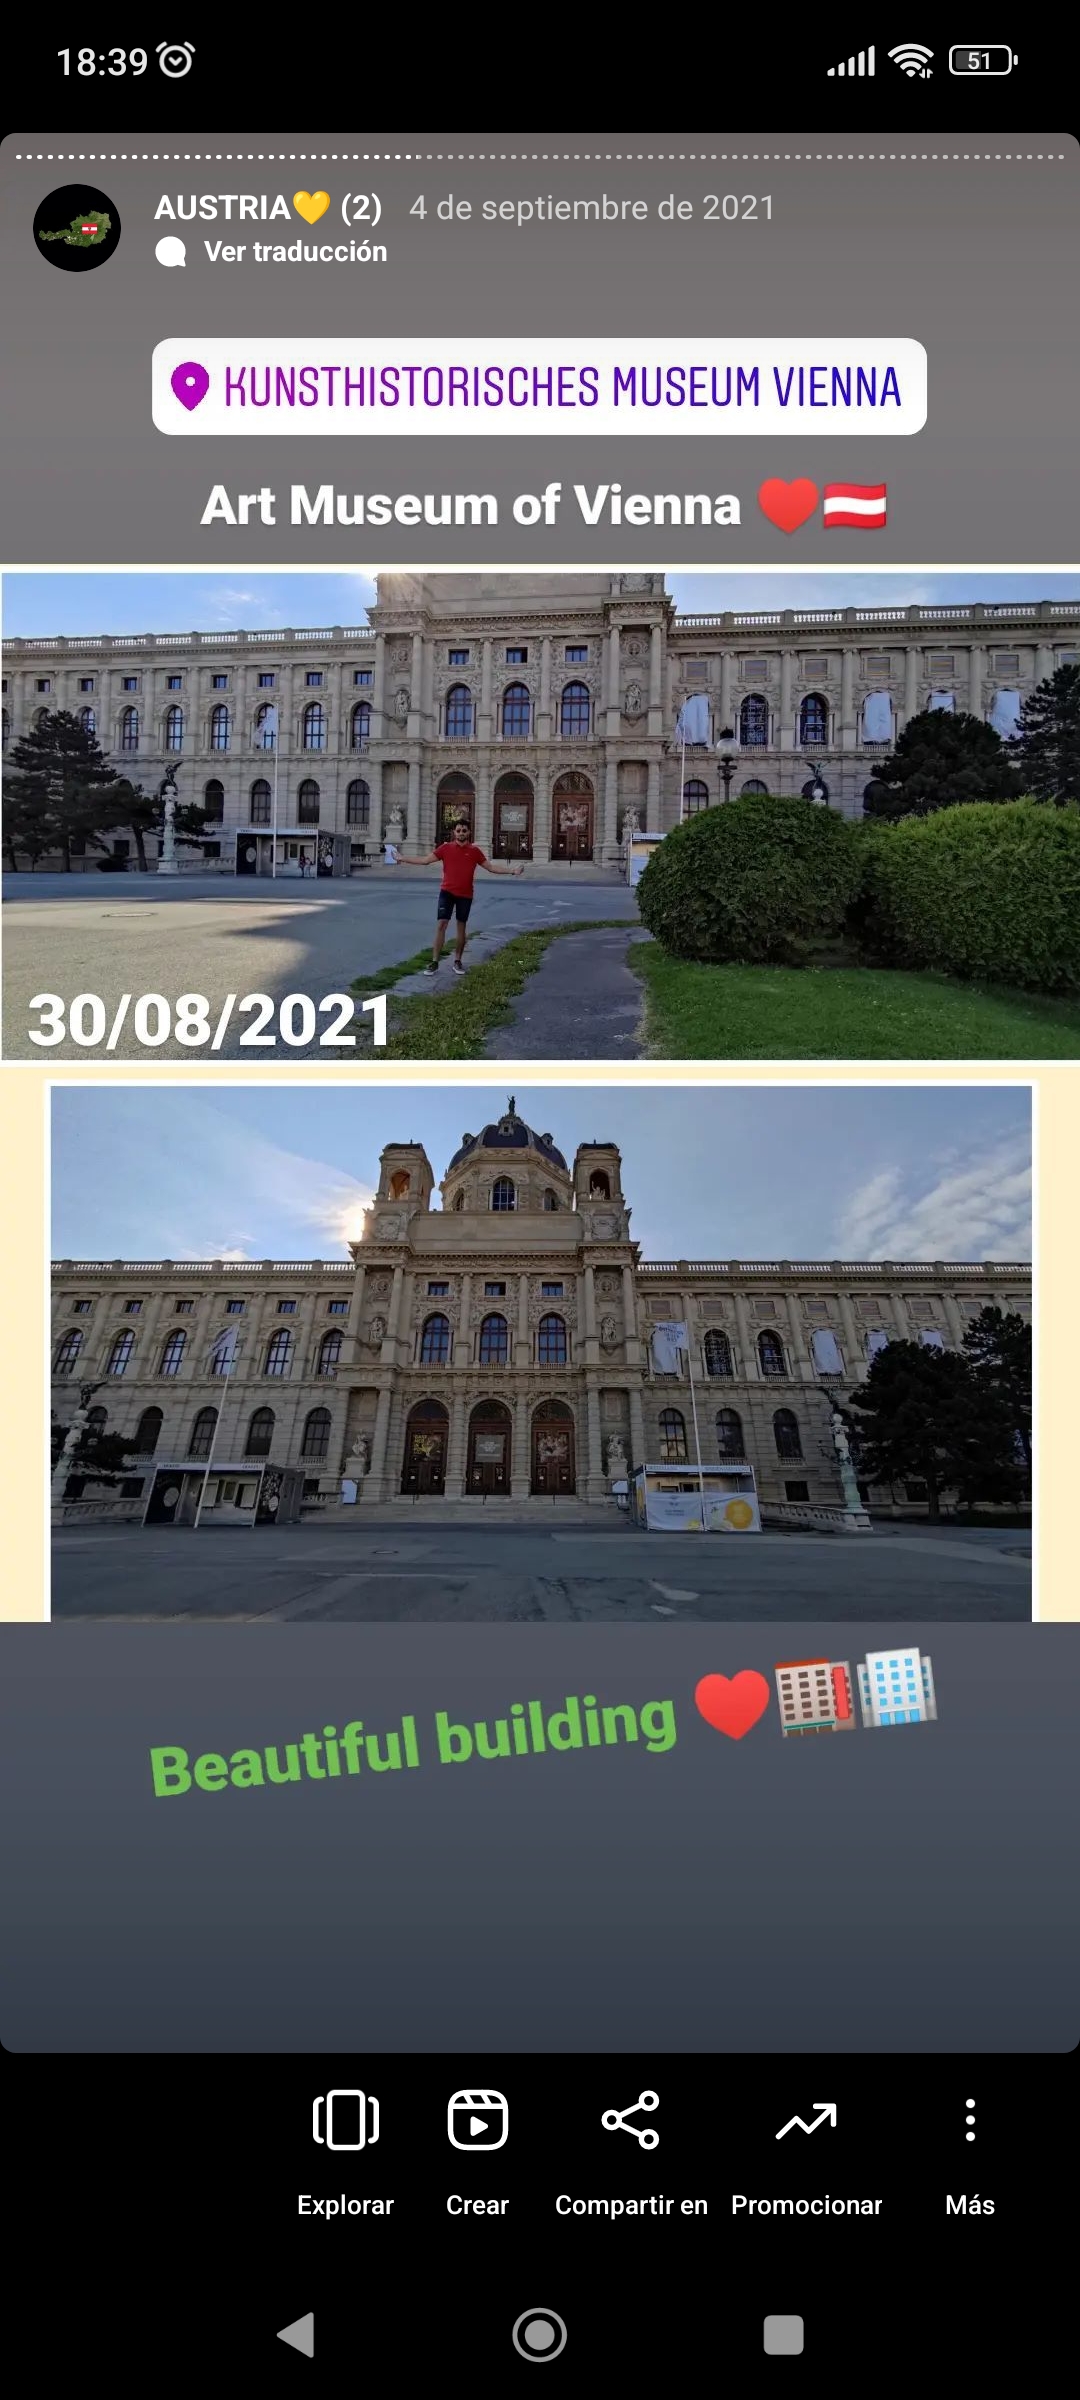 18:39
51
AUSTRIA💛 (2) 4 de septiembre de 2021
Ver traducción
KUNSTHISTORISCHES MUSEUM VIENNA
Art Museum of Vienna ❤️🇦🇹
30/08/2021
Beautiful building ❤️🏬🏢
Explorar Crear Compartir en Promocionar Más